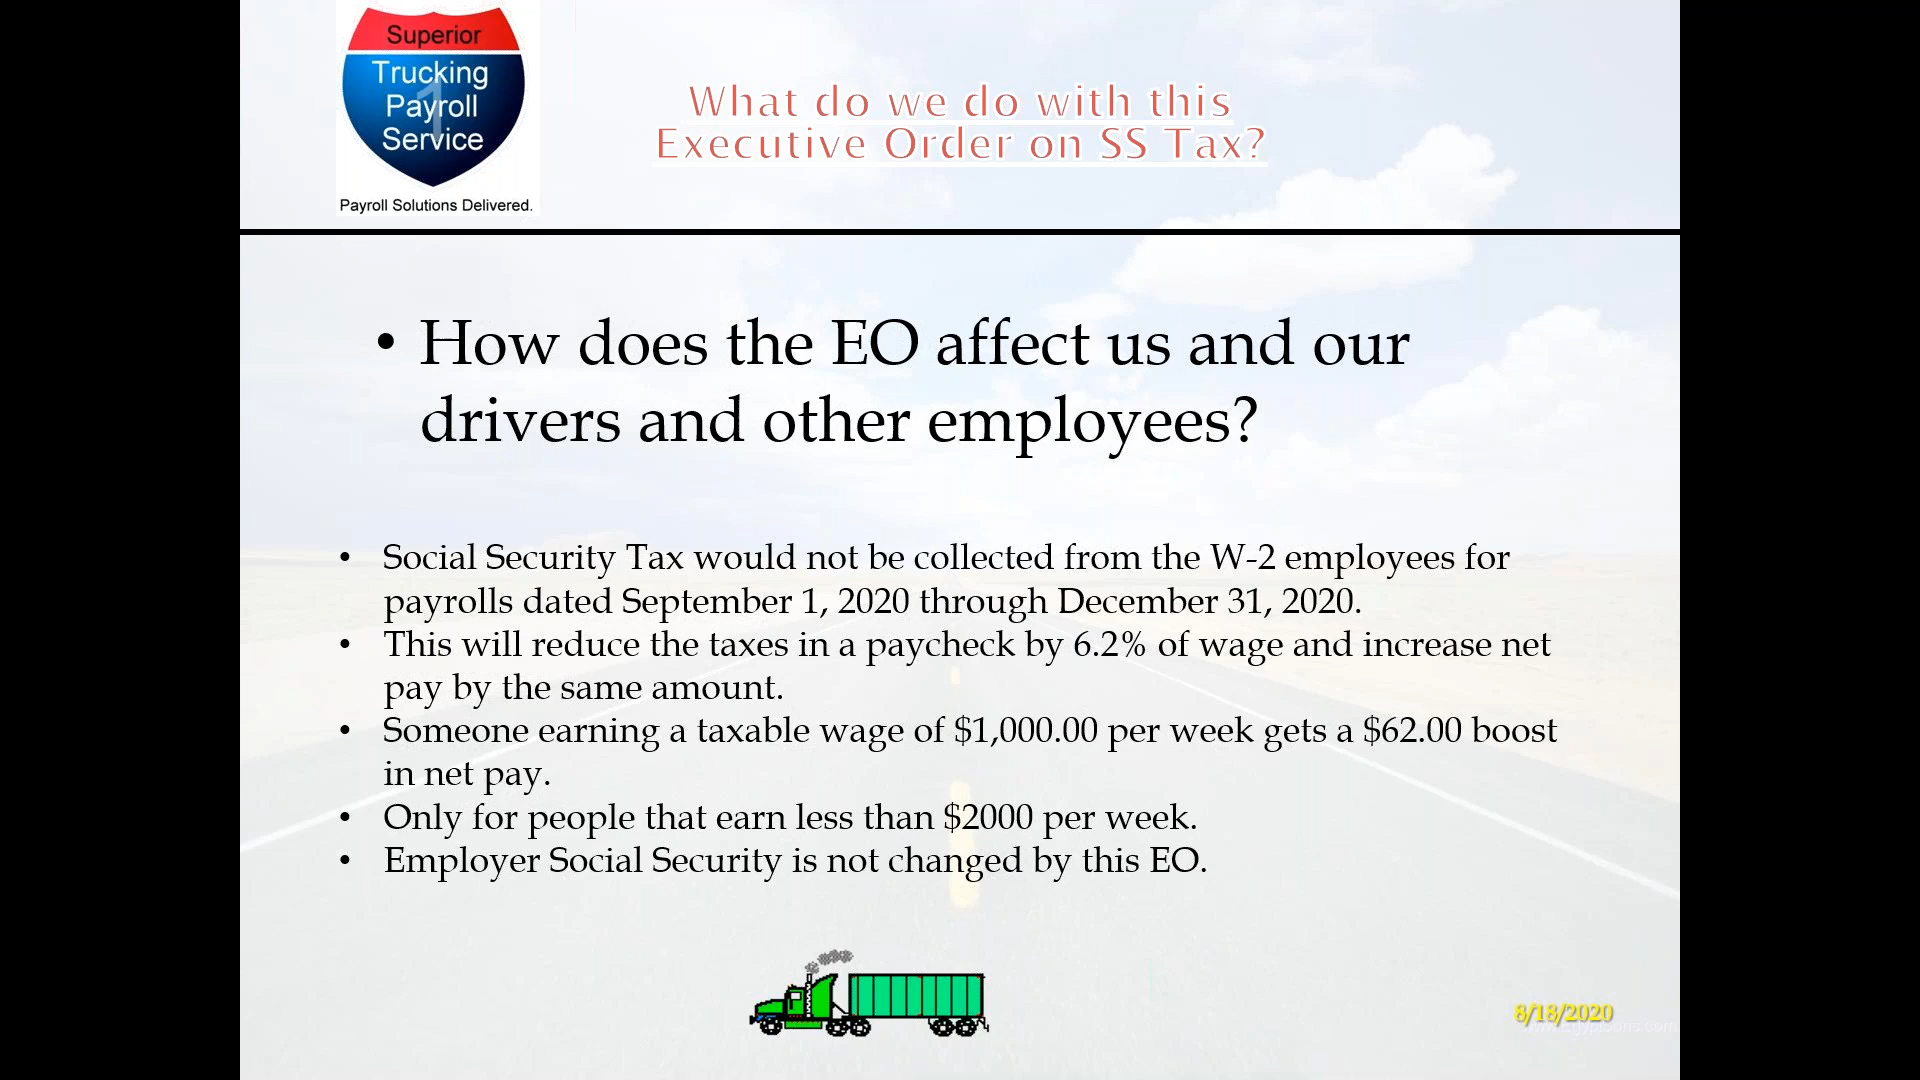 Superior
Trucking
Payroll
Service
1
Payroll Solutions Delivered.
What do we do with this
Executive Order on SS Tax?
• How does the EO affect us and our
drivers and other employees?
• Social Security Tax would not be collected from the W-2 employees for
payrolls dated September 1, 2020 through December 31, 2020.
• This will reduce the taxes in a paycheck by 6.2% of wage and increase net
pay by the same amount.
• Someone earning a taxable wage of $1,000.00 per week gets a $62.00 boost
in net pay.
• Only for people that earn less than $2000 per week.
• Employer Social Security is not changed by this EO.
8/18/2020